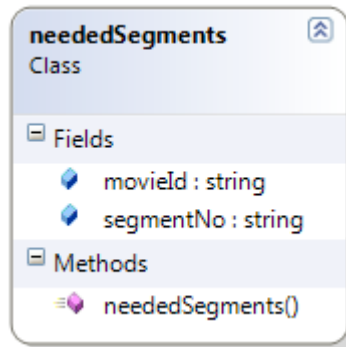 neededSegments
Class
Fields
movieId : string
segmentNo : string
Methods
neededSegments()